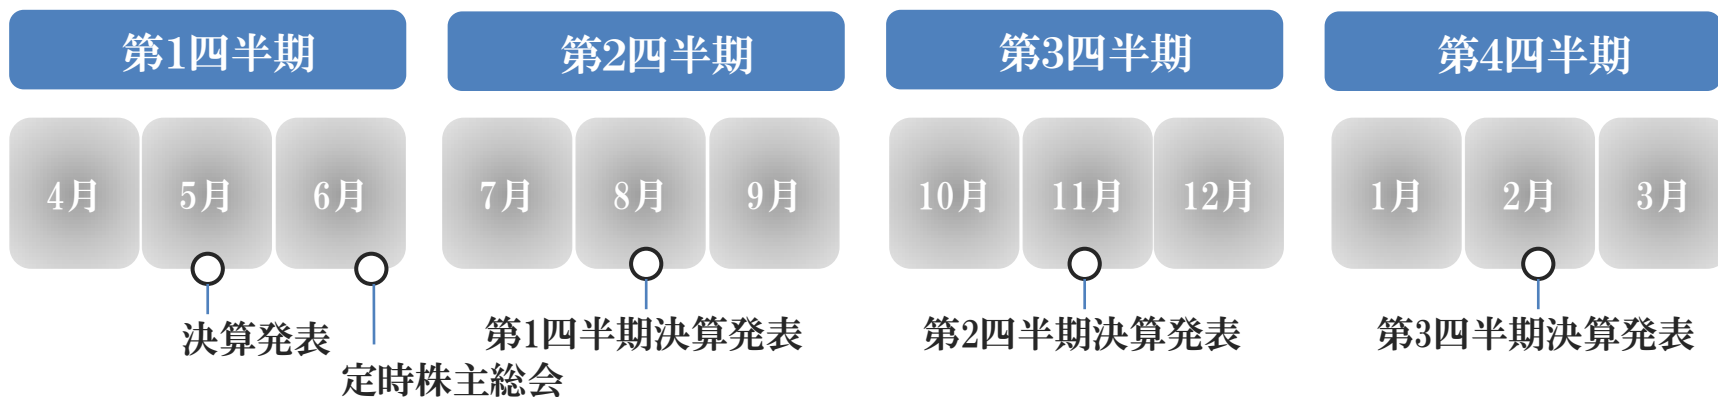 第1四半期
第2四半期
第3四半期
第4四半期
4月
5月
6月
7月
8月
9月
10月
11月
12月
1月
2月
3月
決算発表
定時株主総会
第1四半期決算発表
第2四半期決算発表
第3四半期決算発表